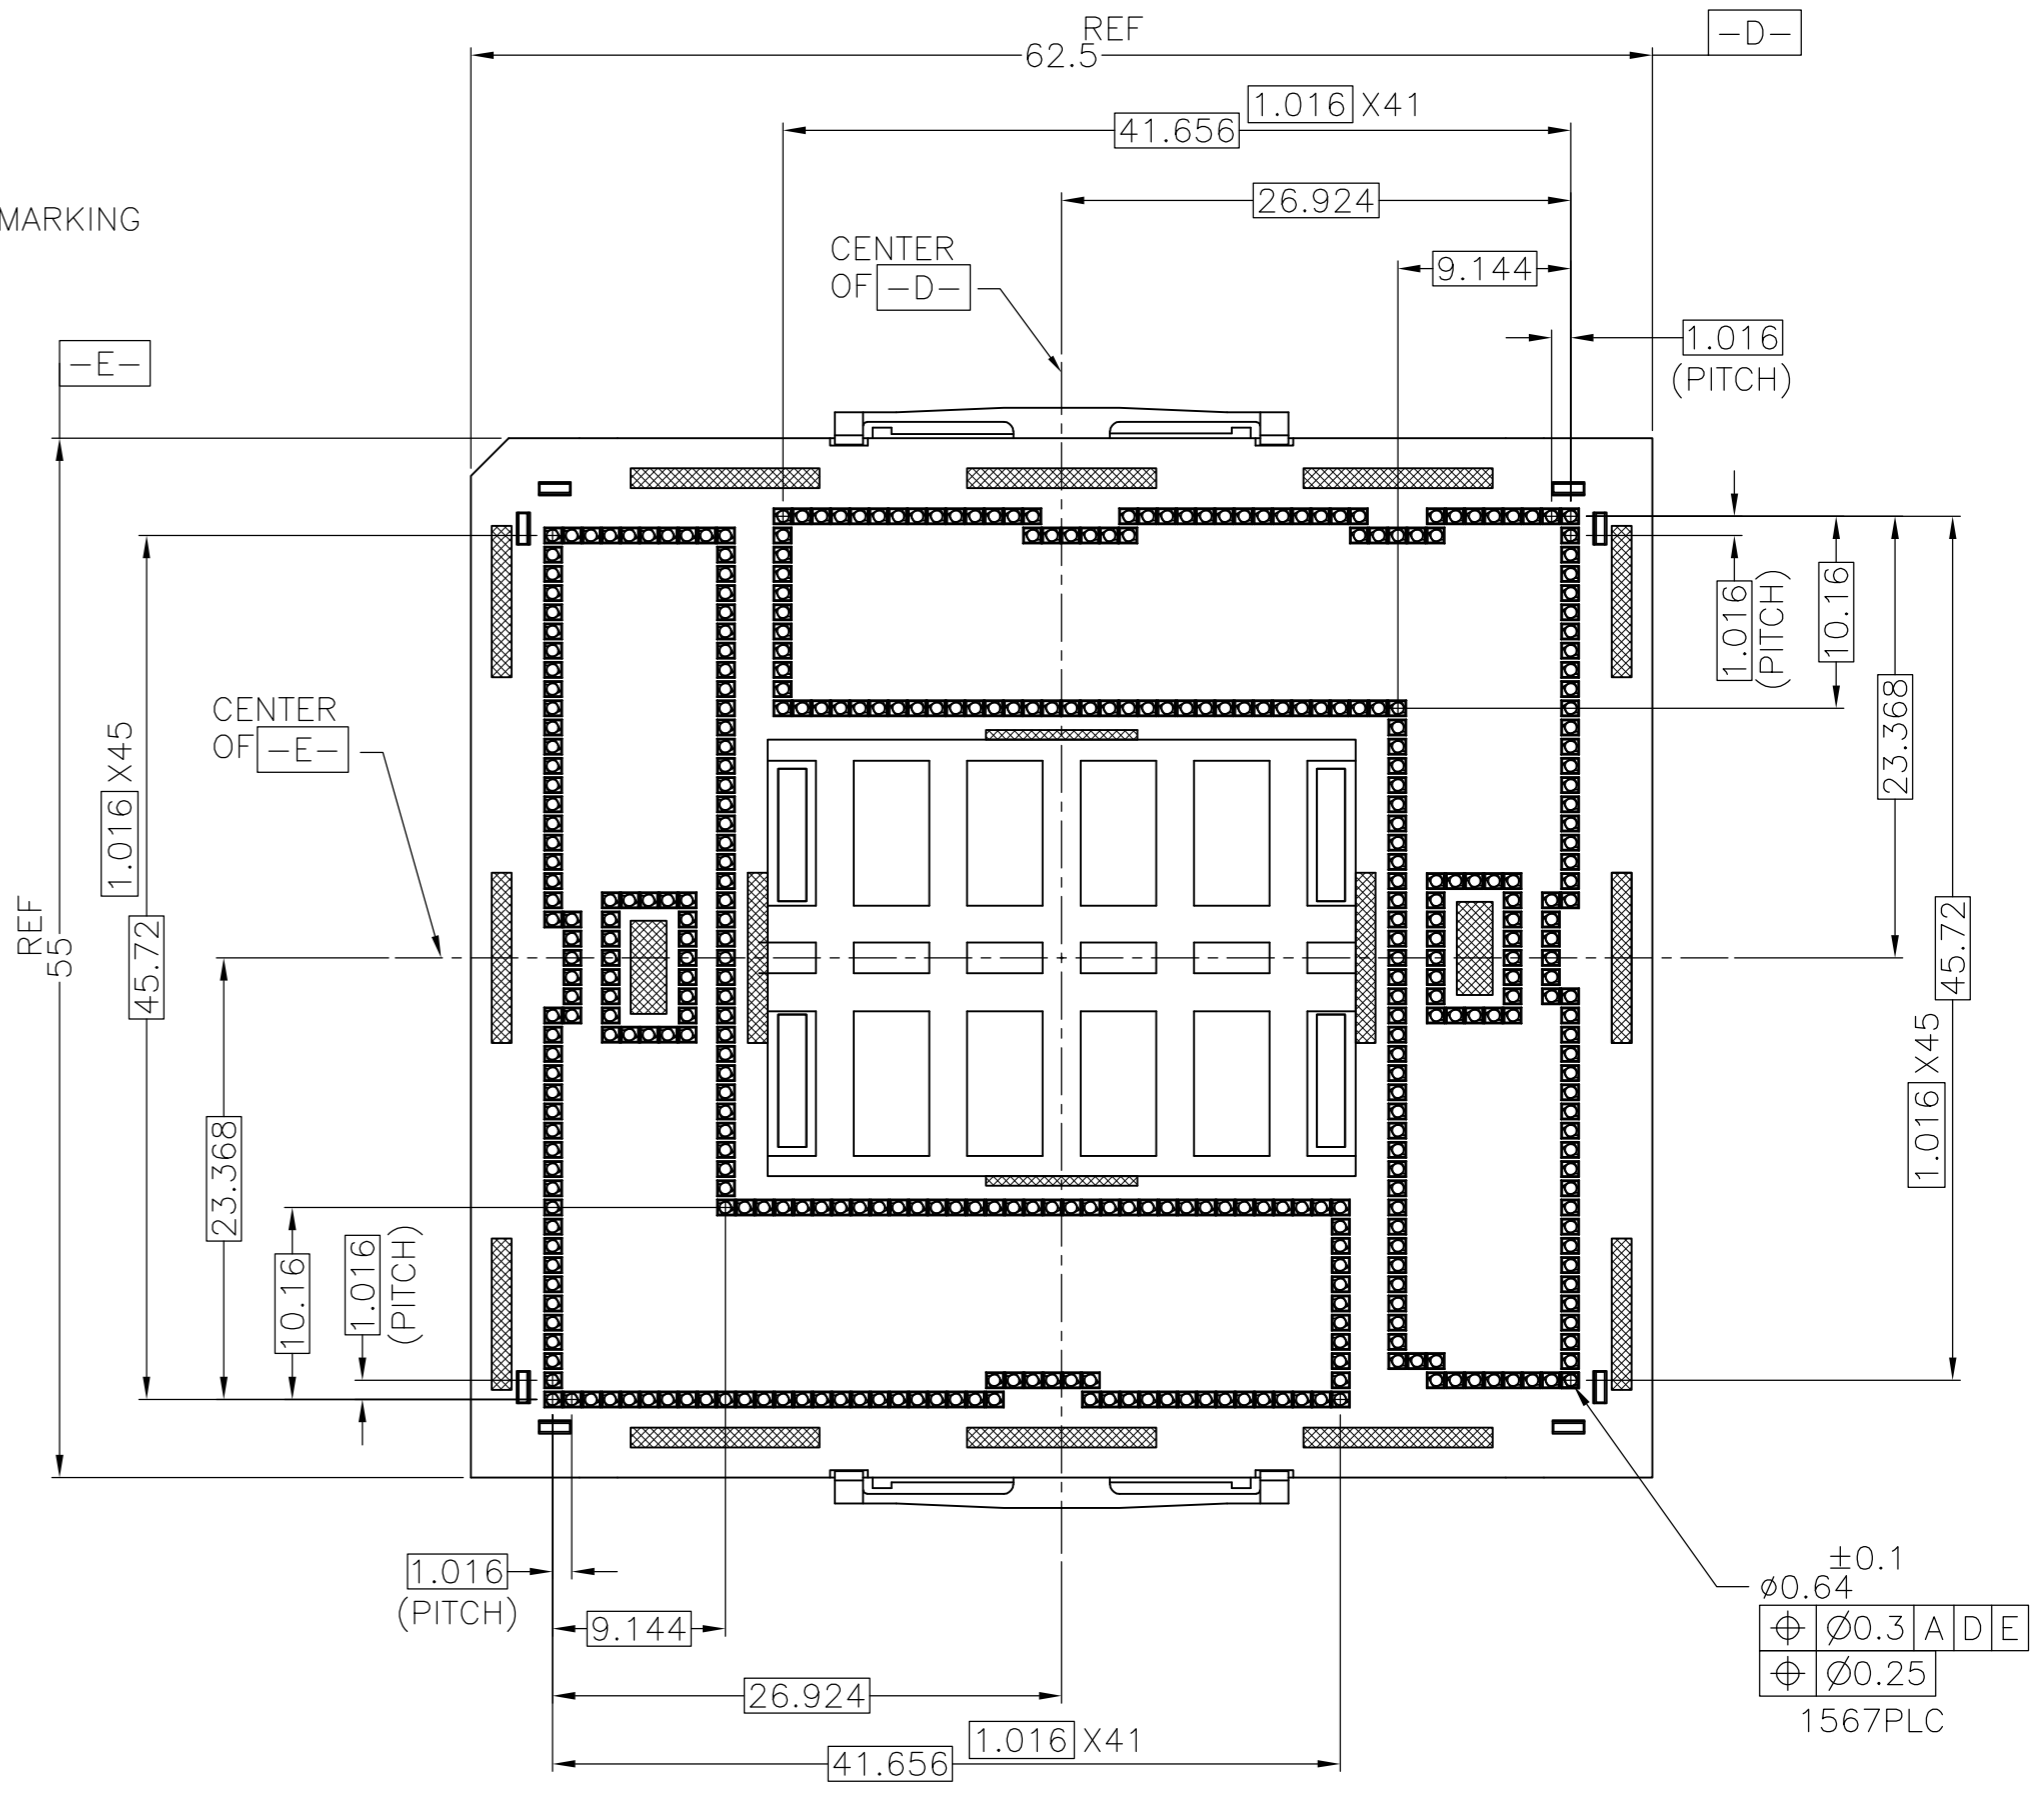 REF
62.5
-D-
1.016 X41
41.656
26.924
MARKING
CENTER
OF -D-
9.144
1.016
(PITCH)
-E-
1.016
(PITCH)
10.16
23.368
45.72
1.016 X45
CENTER
OF -E-
1.016 X45
45.72
REF
55
23.368
10.16
1.016
(PITCH)
1.016
(PITCH)
9.144
26.924
1.016 X41
41.656
±0.1
ø0.64
⌖ Ø0.3 A D E
⌖ Ø0.25
1567PLC